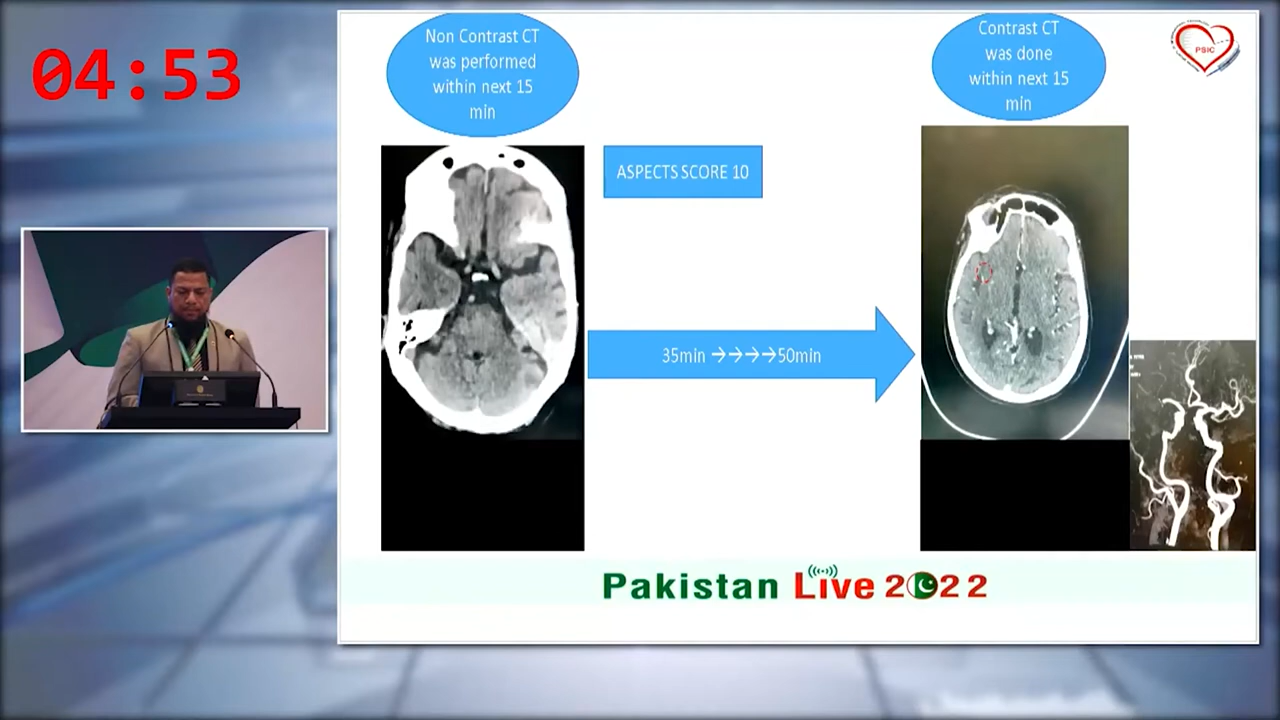 04:53
Non Contrast CT
was performed
within next 15
min
Contrast CT
was done
within next 15
min
PSIC
ASPECTS SCORE 10
35min →→→→50min
Pakistan Live 2022